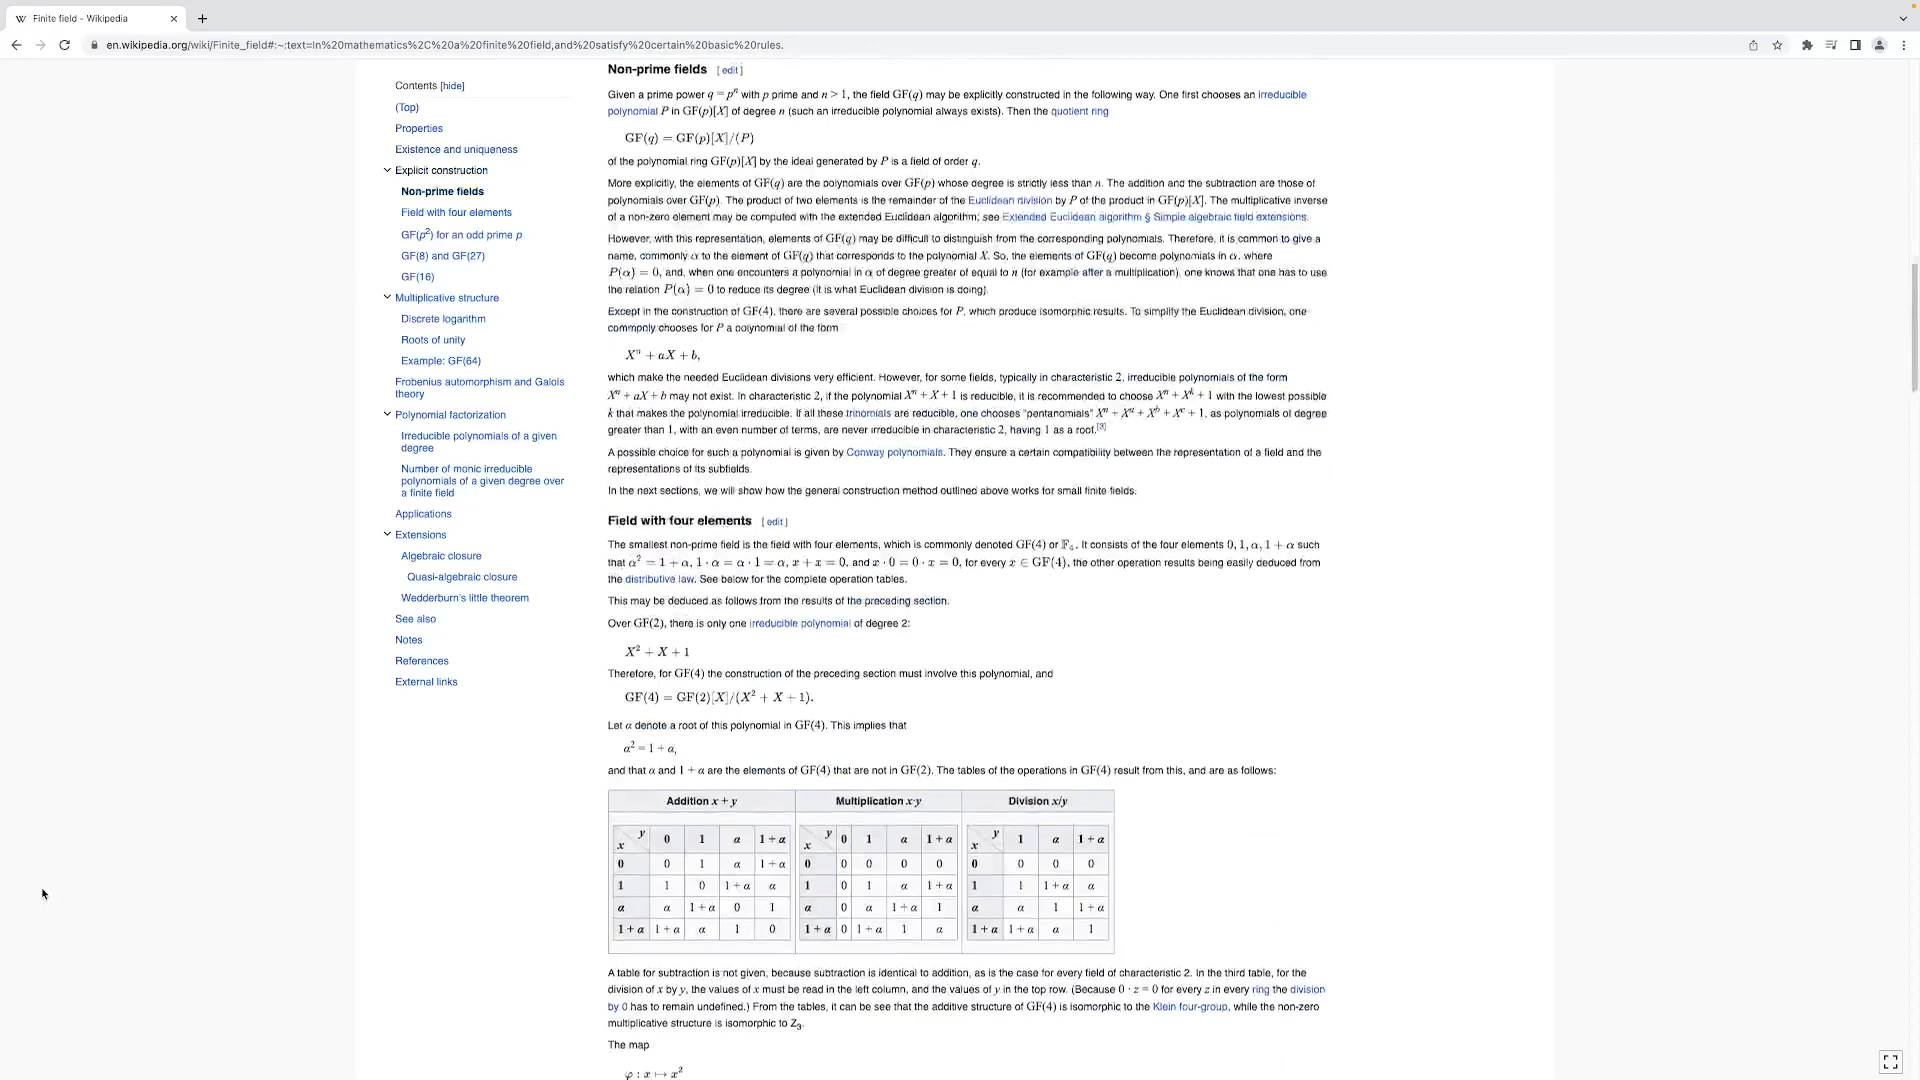 Finite field - Wikipedia
en.wikipedia.org/wiki/Finite_field#:~:text=In%20mathematics%2C%20a%20finite%20field,and%20satisfy%20certain%20basic%20rules.
Contents [hide]
(Top)
Properties
Existence and uniqueness
Explicit construction
Non-prime fields
Field with four elements
GF(p²) for an odd prime p
GF(8) and GF(27)
GF(16)
Multiplicative structure
Discrete logarithm
Roots of unity
Example: GF(64)
Frobenius automorphism and Galois
theory
Polynomial factorization
Irreducible polynomials of a given
degree
Number of monic irreducible
polynomials of a given degree over
a finite field
Applications
Extensions
Algebraic closure
Quasi-algebraic closure
Wedderburn's little theorem
See also
Notes
References
External links
Non-prime fields [ edit ]
Given a prime power q = pⁿ with p prime and n > 1, the field GF(q) may be explicitly constructed in the following way. One first chooses an irreducible
polynomial P in GF(p)[X] of degree n (such an irreducible polynomial always exists). Then the quotient ring
GF(q) = GF(p)[X]/(P)
of the polynomial ring GF(p)[X] by the ideal generated by P is a field of order q.
More explicitly, the elements of GF(q) are the polynomials over GF(p) whose degree is strictly less than n. The addition and the subtraction are those of
polynomials over GF(p). The product of two elements is the remainder of the Euclidean division by P of the product in GF(p)[X]. The multiplicative inverse
of a non-zero element may be computed with the extended Euclidean algorithm; see Extended Euclidean algorithm § Simple algebraic field extensions.
However, with this representation, elements of GF(q) may be difficult to distinguish from the corresponding polynomials. Therefore, it is common to give a
name, commonly α to the element of GF(q) that corresponds to the polynomial X. So, the elements of GF(q) become polynomials in α, where
P(α) = 0, and, when one encounters a polynomial in α of degree greater of equal to n (for example after a multiplication), one knows that one has to use
the relation P(α) = 0 to reduce its degree (it is what Euclidean division is doing).
Except in the construction of GF(4), there are several possible choices for P, which produce isomorphic results. To simplify the Euclidean division, one
commonly chooses for P a polynomial of the form
Xⁿ + aX + b,
which make the needed Euclidean divisions very efficient. However, for some fields, typically in characteristic 2, irreducible polynomials of the form
Xⁿ + aX + b may not exist. In characteristic 2, if the polynomial Xⁿ + X + 1 is reducible, it is recommended to choose Xⁿ + Xᵏ + 1 with the lowest possible
k that makes the polynomial irreducible. If all these trinomials are reducible, one chooses "pentanomials" Xⁿ + Xᵃ + Xᵇ + Xᶜ + 1, as polynomials of degree
greater than 1, with an even number of terms, are never irreducible in characteristic 2, having 1 as a root.[3]
A possible choice for such a polynomial is given by Conway polynomials. They ensure a certain compatibility between the representation of a field and the
representations of its subfields.
In the next sections, we will show how the general construction method outlined above works for small finite fields.
Field with four elements [ edit ]
The smallest non-prime field is the field with four elements, which is commonly denoted GF(4) or 𝔽₄. It consists of the four elements 0, 1, α, 1 + α such
that α² = 1 + α, 1 · α = α · 1 = α, x + x = 0, and x · 0 = 0 · x = 0, for every x ∈ GF(4), the other operation results being easily deduced from
the distributive law. See below for the complete operation tables.
This may be deduced as follows from the results of the preceding section.
Over GF(2), there is only one irreducible polynomial of degree 2:
X² + X + 1
Therefore, for GF(4) the construction of the preceding section must involve this polynomial, and
GF(4) = GF(2)[X]/(X² + X + 1).
Let α denote a root of this polynomial in GF(4). This implies that
α² = 1 + α,
and that α and 1 + α are the elements of GF(4) that are not in GF(2). The tables of the operations in GF(4) result from this, and are as follows:
Addition x + y Multiplication x·y Division x/y
x y 0 1 α 1 + α x y 0 1 α 1 + α x y 1 α 1 + α
0 0 1 α 1 + α 0 0 0 0 0 0 0 0 0
1 1 0 1 + α α 1 0 1 α 1 + α 1 1 1 + α α
α α 1 + α 0 1 α 0 α 1 + α 1 α α 1 1 + α
1 + α 1 + α α 1 0 1 + α 0 1 + α 1 α 1 + α 1 + α α 1
A table for subtraction is not given, because subtraction is identical to addition, as is the case for every field of characteristic 2. In the third table, for the
division of x by y, the values of x must be read in the left column, and the values of y in the top row. (Because 0 · z = 0 for every z in every ring the division
by 0 has to remain undefined.) From the tables, it can be see that the additive structure of GF(4) is isomorphic to the Klein four-group, while the non-zero
multiplicative structure is isomorphic to Z₃.
The map
φ : x ↦ x²